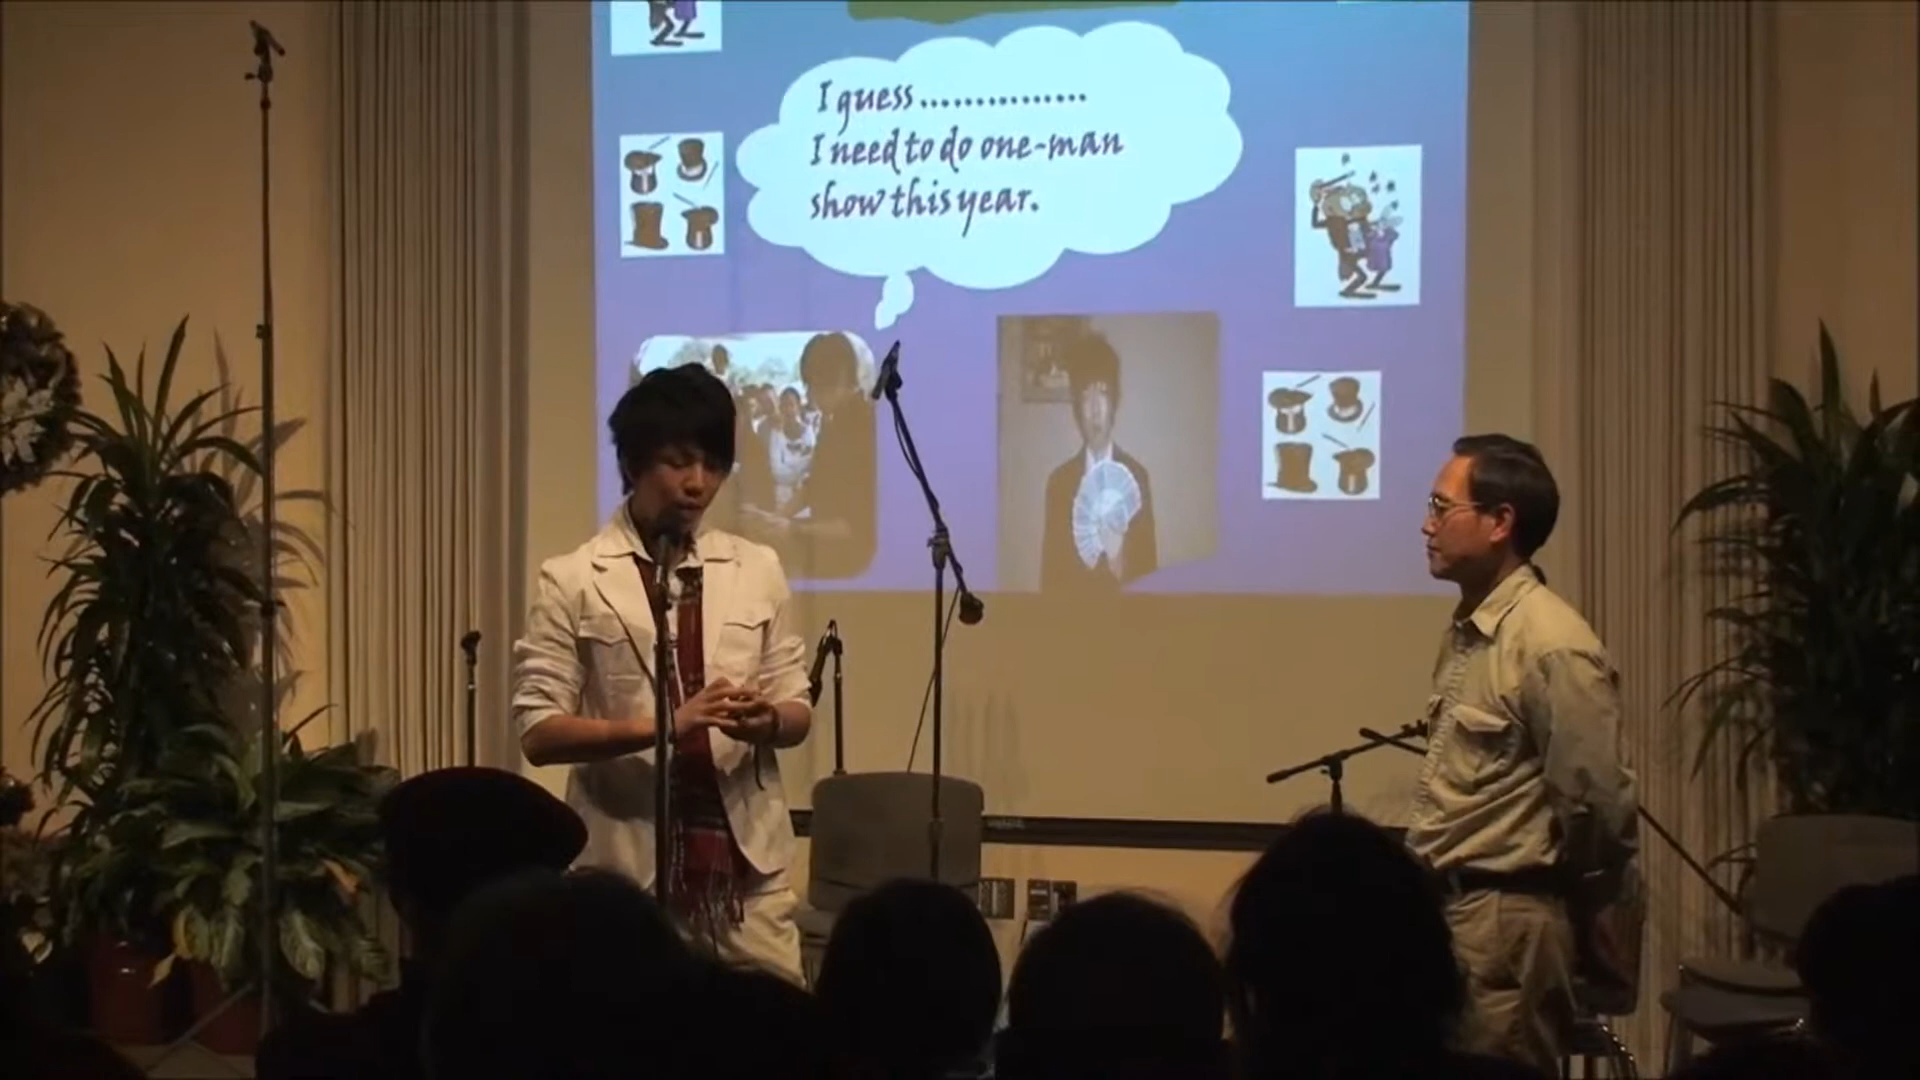 I guess...............
I need to do one-man
show this year.